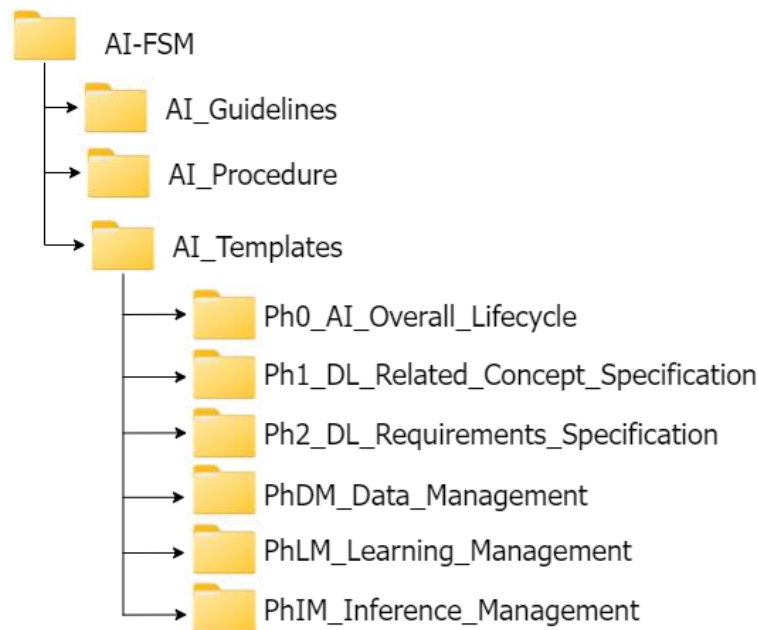 AI-FSM
AI_Guidelines
AI_Procedure
AI_Templates
Ph0_AI_Overall_Lifecycle
Ph1_DL_Related_Concept_Specification
Ph2_DL_Requirements_Specification
PhDM_Data_Management
PhLM_Learning_Management
PhIM_Inference_Management